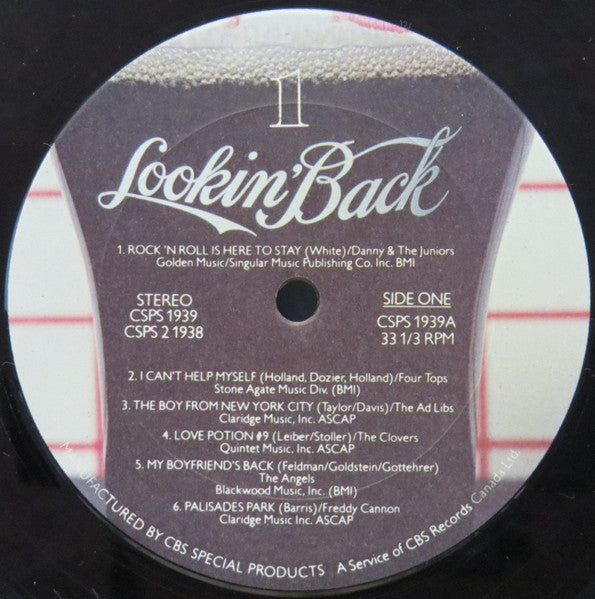 1
Lookin' Back
1. ROCK 'N ROLL IS HERE TO STAY (White)/Danny & The Juniors
Golden Music/Singular Music Publishing Co. Inc. BMI
STEREO
CSPS 1939
CSPS 2 1938
SIDE ONE
CSPS 1939A
33 1/3 RPM
2. I CAN'T HELP MYSELF (Holland, Dozier, Holland)/Four Tops
Stone Agate Music Div. (BMI)
3. THE BOY FROM NEW YORK CITY (Taylor/Davis)/The Ad Libs
Claridge Music, Inc. ASCAP
4. LOVE POTION #9 (Leiber/Stoller)/The Clovers
Quintet Music. Inc. ASCAP
5. MY BOYFRIEND'S BACK (Feldman/Goldstein/Gottehrer)
The Angels
Blackwood Music, Inc. (BMI)
6. PALISADES PARK (Barris)/Freddy Cannon
Claridge Music Inc. ASCAP
MANUFACTURED BY CBS SPECIAL PRODUCTS A Service of CBS Records Canada Ltd.